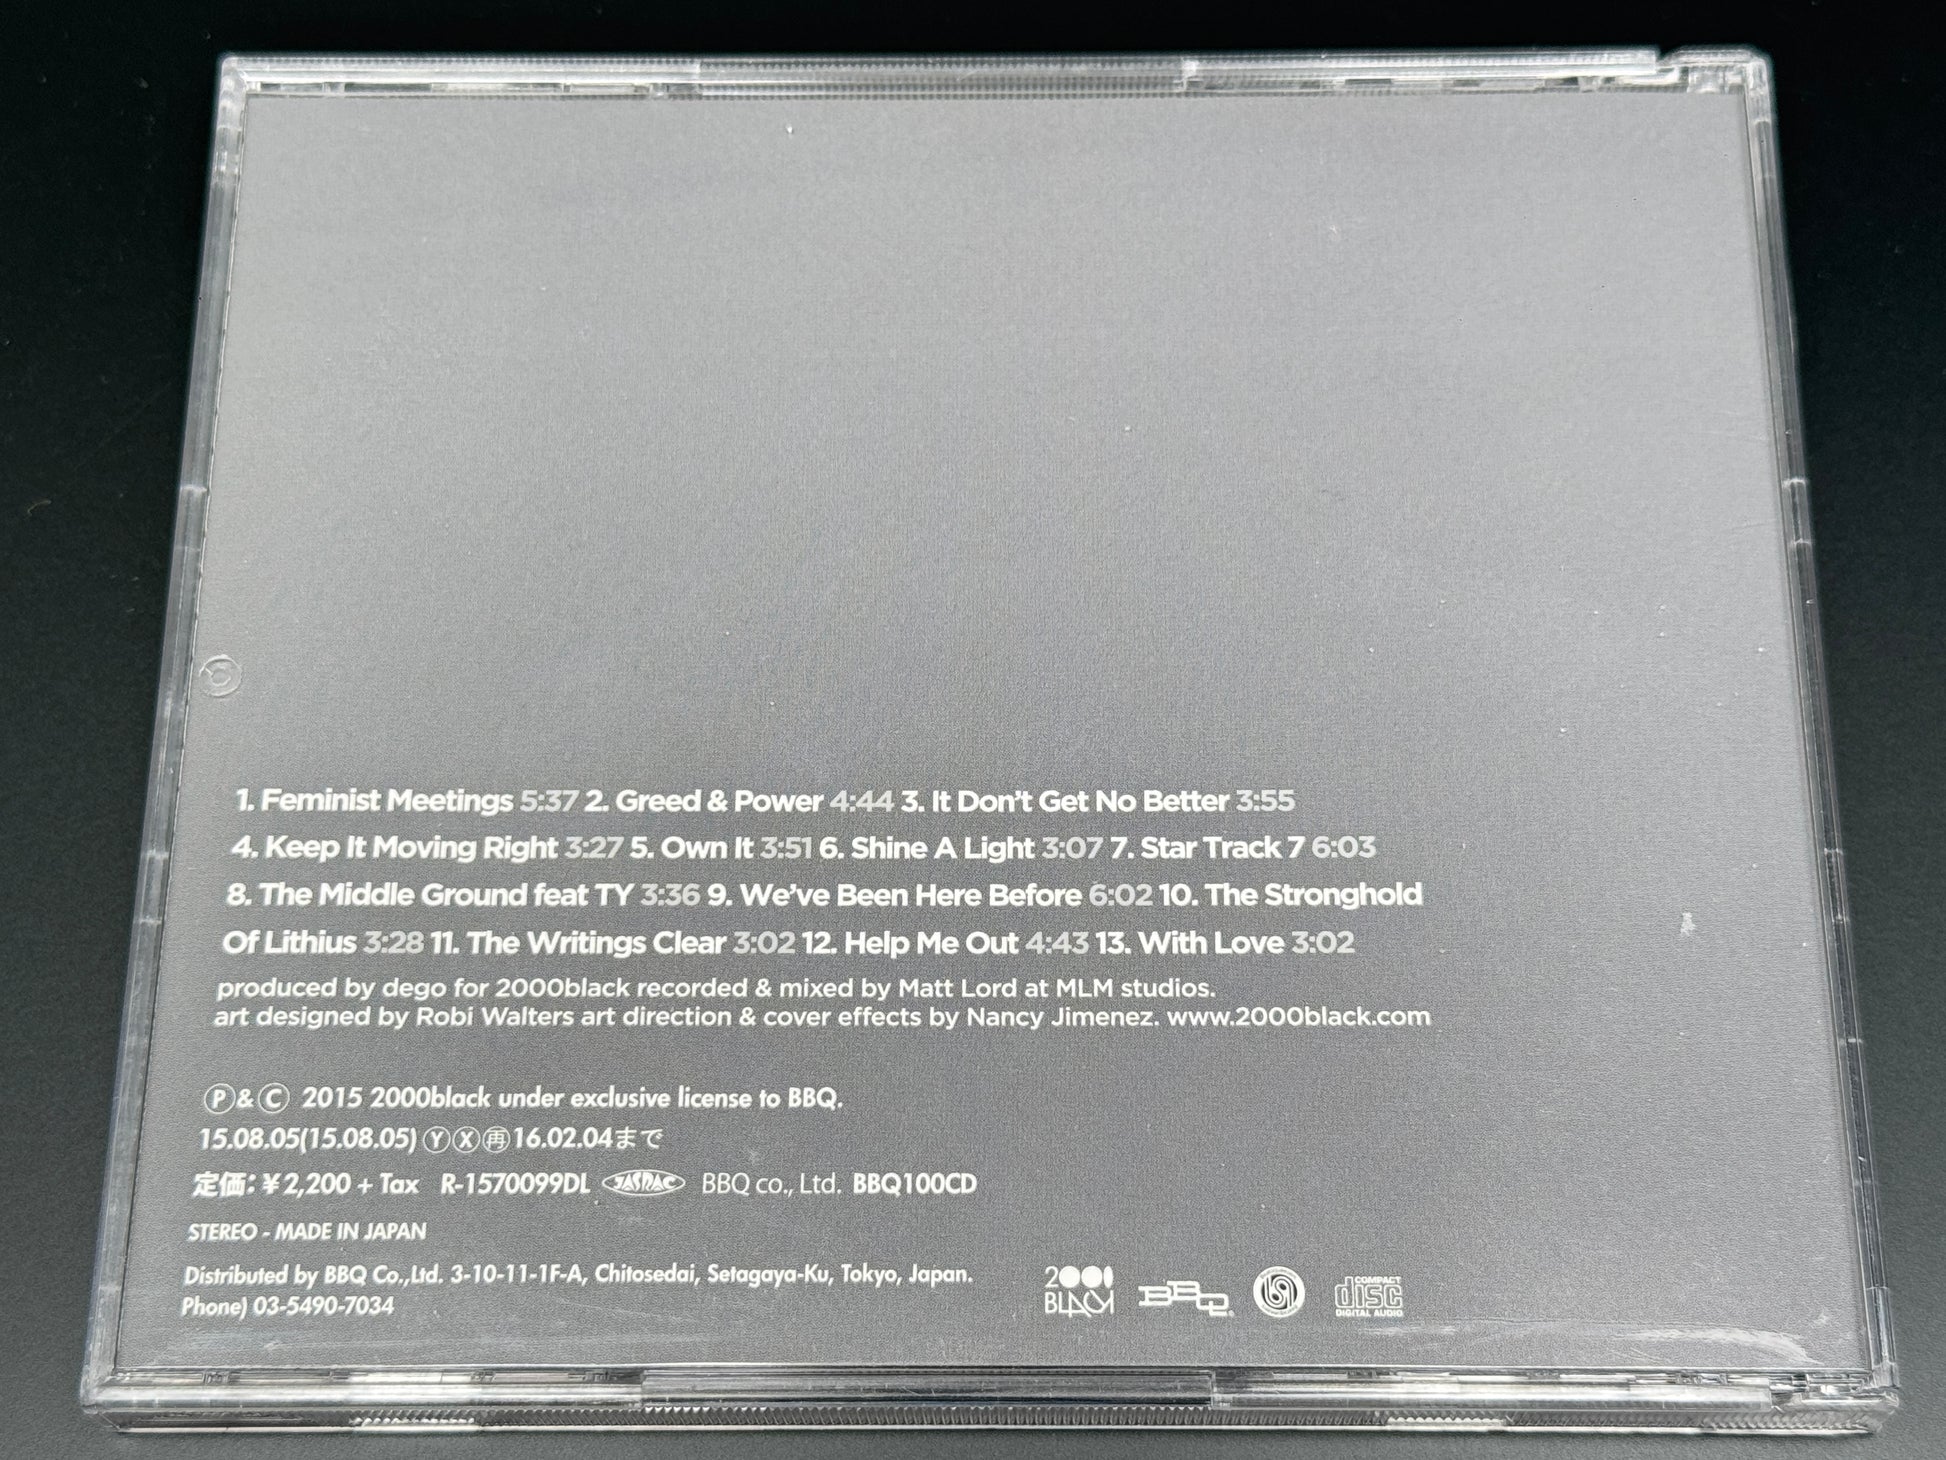 1. Feminist Meetings 5:37 2. Greed & Power 4:44 3. It Don't Get No Better 3:55
4. Keep It Moving Right 3:27 5. Own It 3:51 6. Shine A Light 3:07 7. Star Track 7 6:03
8. The Middle Ground feat TY 3:36 9. We've Been Here Before 6:02 10. The Stronghold
Of Lithius 3:28 11. The Writings Clear 3:02 12. Help Me Out 4:43 13. With Love 3:02
produced by dego for 2000black recorded & mixed by Matt Lord at MLM studios.
art designed by Robi Walters art direction & cover effects by Nancy Jimenez. www.2000black.com
Ⓟ&Ⓒ 2015 2000black under exclusive license to BBQ.
15.08.05(15.08.05)ⓎⓍ㊢16.02.04まで
定価:¥2,200 + Tax R-1570099DL JASRAC BBQ co., Ltd. BBQ100CD
STEREO - MADE IN JAPAN
Distributed by BBQ Co.,Ltd. 3-10-11-1F-A, Chitosedai, Setagaya-Ku, Tokyo, Japan.
Phone) 03-5490-7034
2000 BLACK BBQ COMPACT disc DIGITAL AUDIO